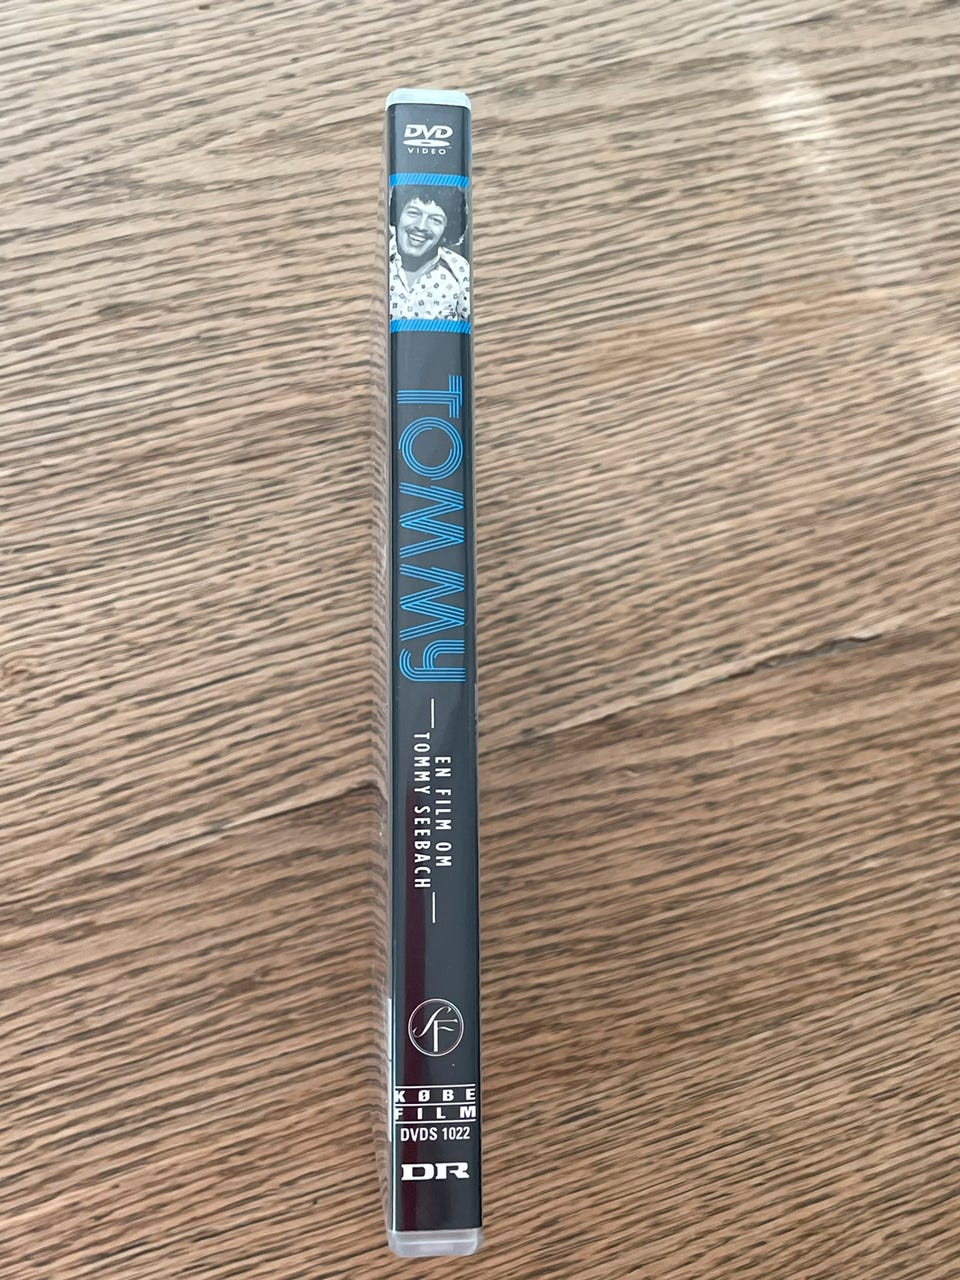 DVD
VIDEO
TOMMY
EN FILM OM
TOMMY SEEBACH
SF
KØBE
FILM
DVDS 1022
DR